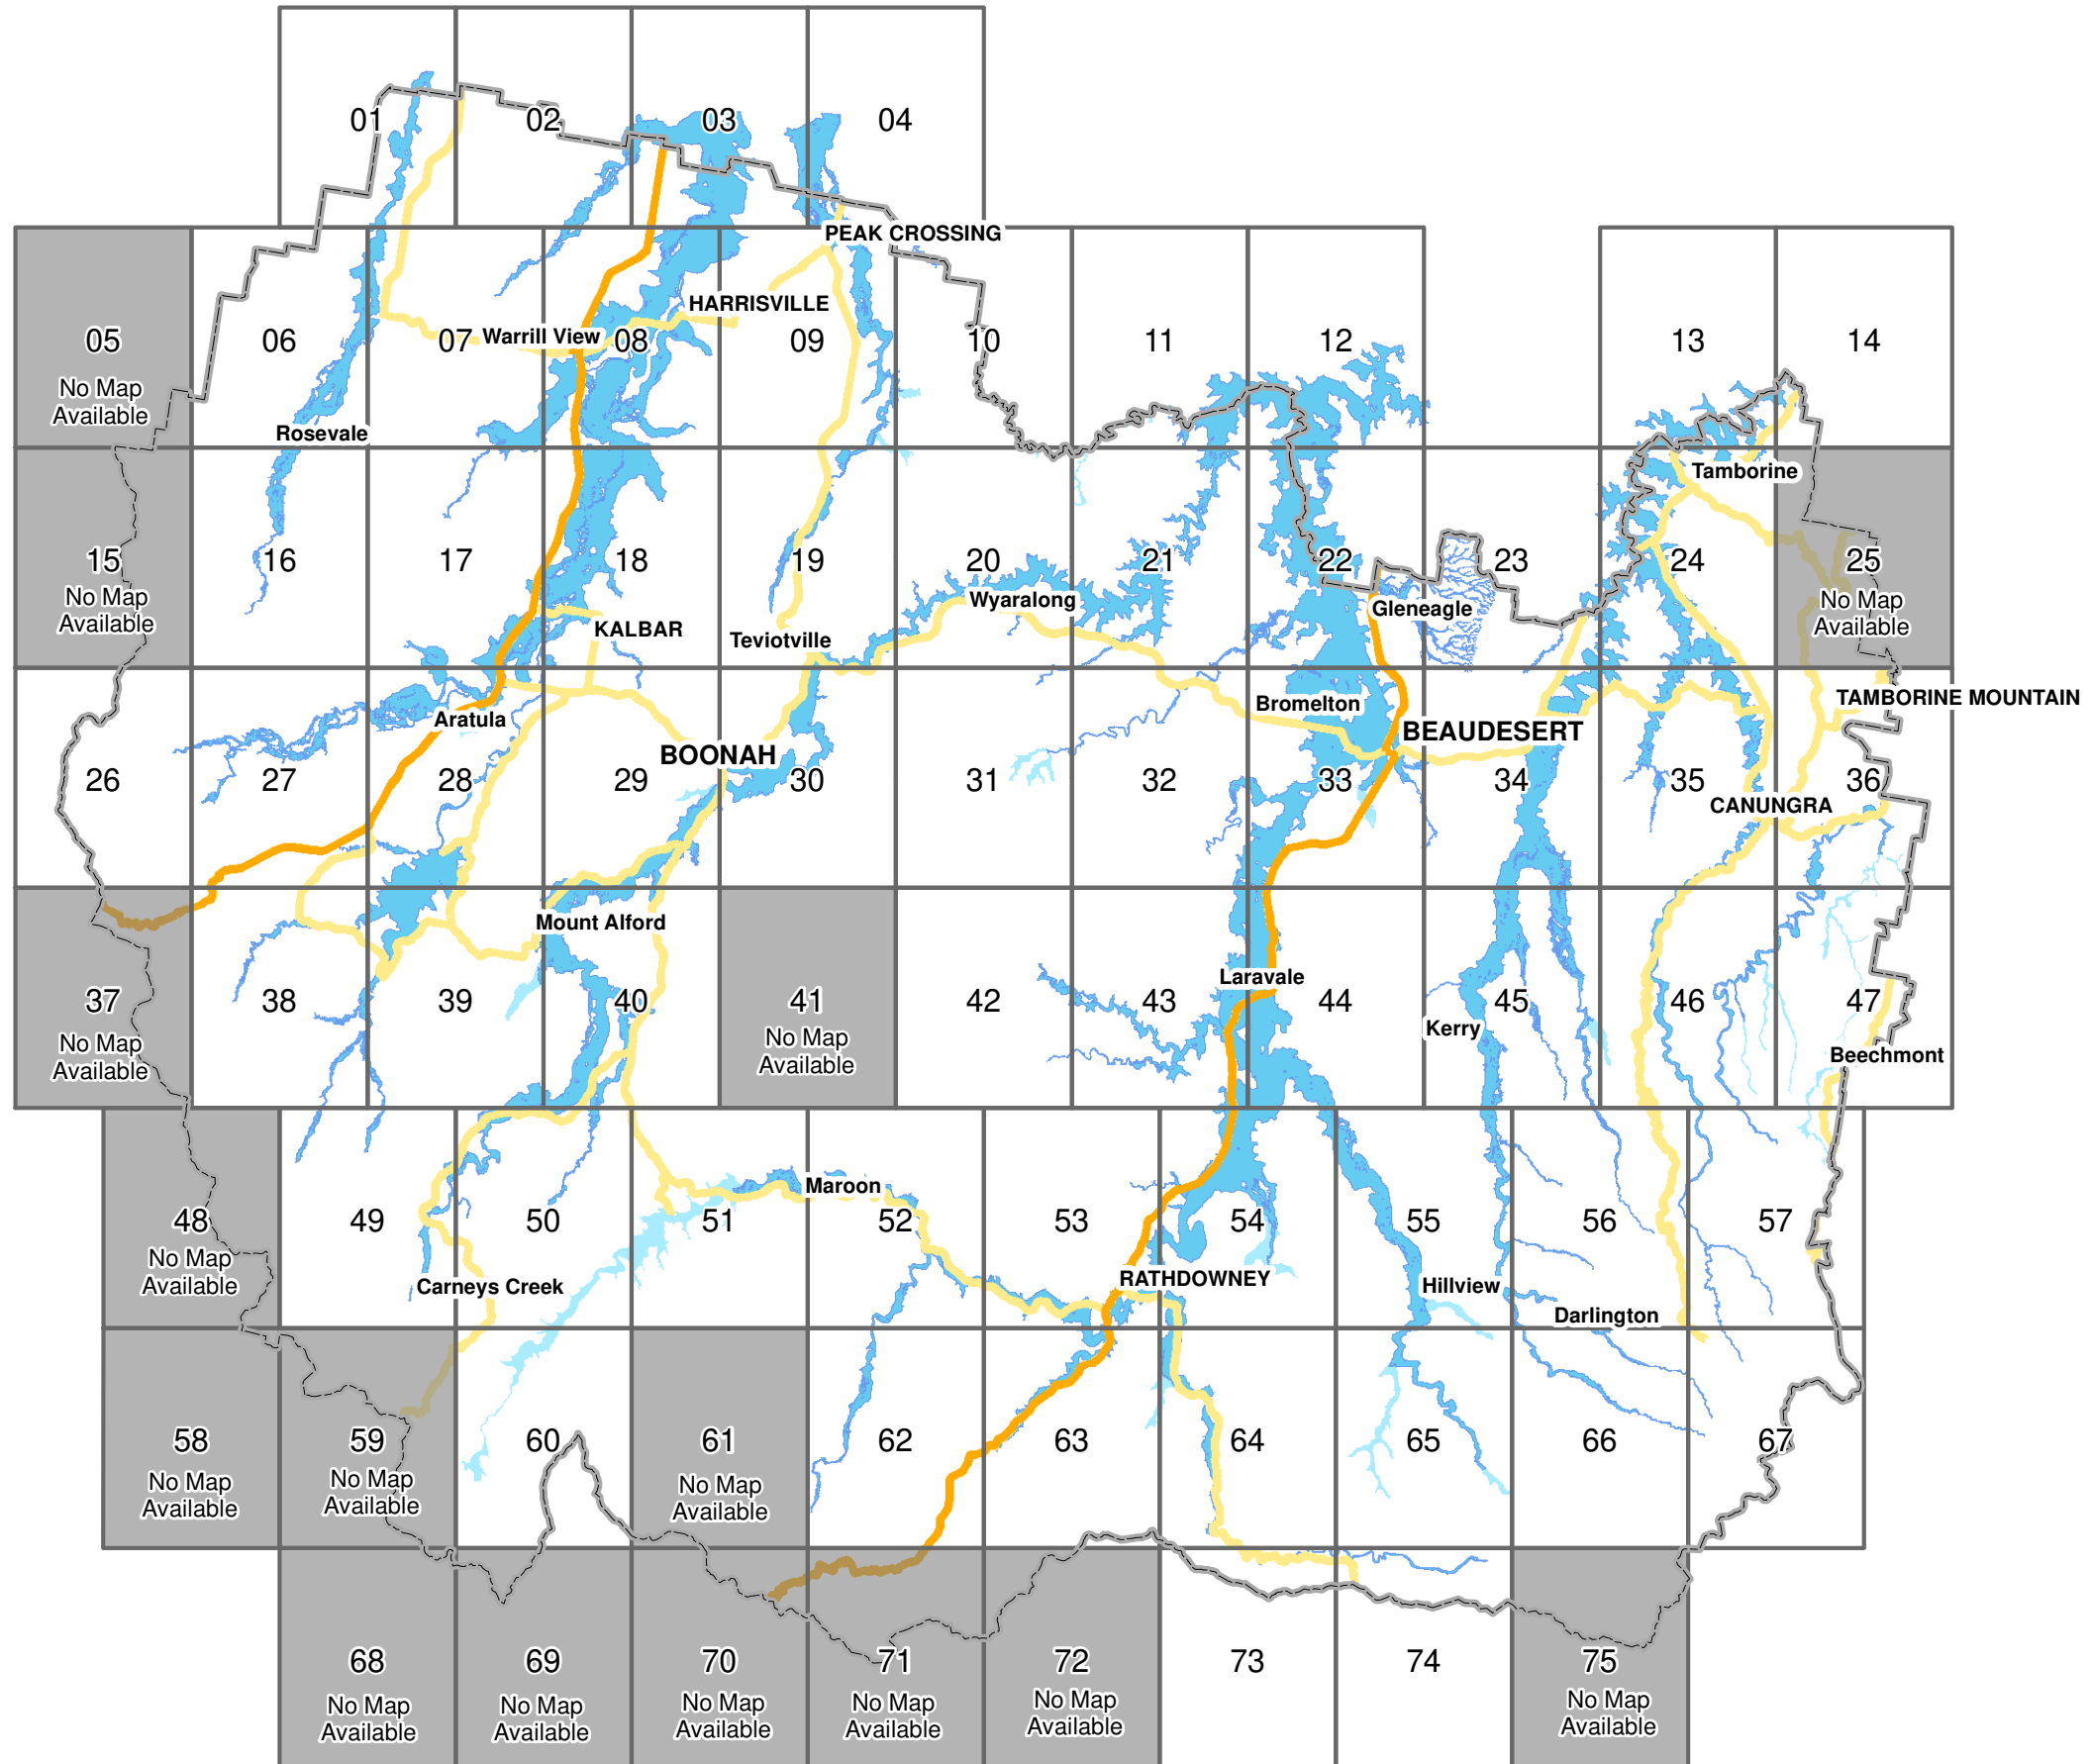 01
02
03
04
PEAK CROSSING
HARRISVILLE
05
No Map
Available
06
07
Warrill View
08
09
10
11
12
13
14
Rosevale
Tamborine
15
No Map
Available
16
17
18
19
20
21
22
23
24
25
No Map
Available
Wyaralong
Gleneagle
KALBAR
Teviotville
TAMBORINE MOUNTAIN
Bromelton
Aratula
BEAUDESERT
BOONAH
26
27
28
29
30
31
32
33
34
35
36
CANUNGRA
Mount Alford
Laravale
37
No Map
Available
38
39
40
41
No Map
Available
42
43
44
45
46
47
Kerry
Beechmont
Maroon
48
No Map
Available
49
50
51
52
53
54
55
56
57
RATHDOWNEY
Carneys Creek
Hillview
Darlington
58
No Map
Available
59
No Map
Available
60
61
No Map
Available
62
63
64
65
66
67
68
No Map
Available
69
No Map
Available
70
No Map
Available
71
No Map
Available
72
No Map
Available
73
74
75
No Map
Available